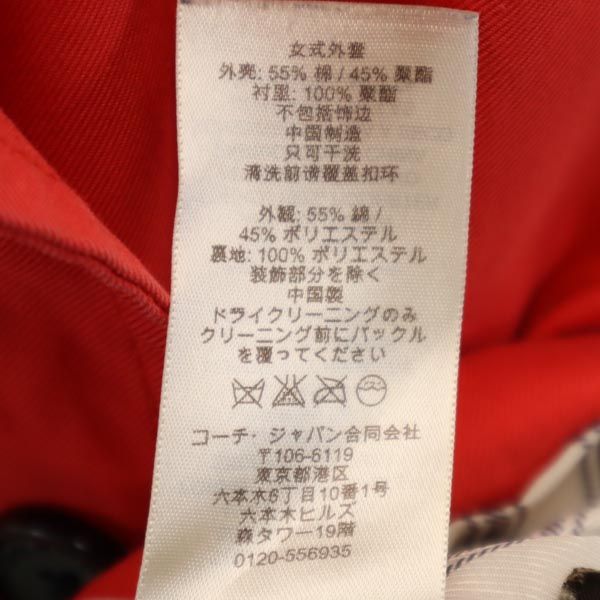 女式外套
外壳: 55% 棉 / 45% 聚酯
衬里: 100% 聚酯
不包括饰边
中国制造
只可干洗
清洗前请覆盖扣环
外観: 55% 綿 /
45% ポリエステル
裏地: 100% ポリエステル
装飾部分を除く
中国製
ドライクリーニングのみ
クリーニング前にバックル
を覆ってください
コーチ・ジャパン合同会社
〒106-6119
東京都港区
六本木6丁目10番1号
六本木ヒルズ
森タワー19階
0120-556935